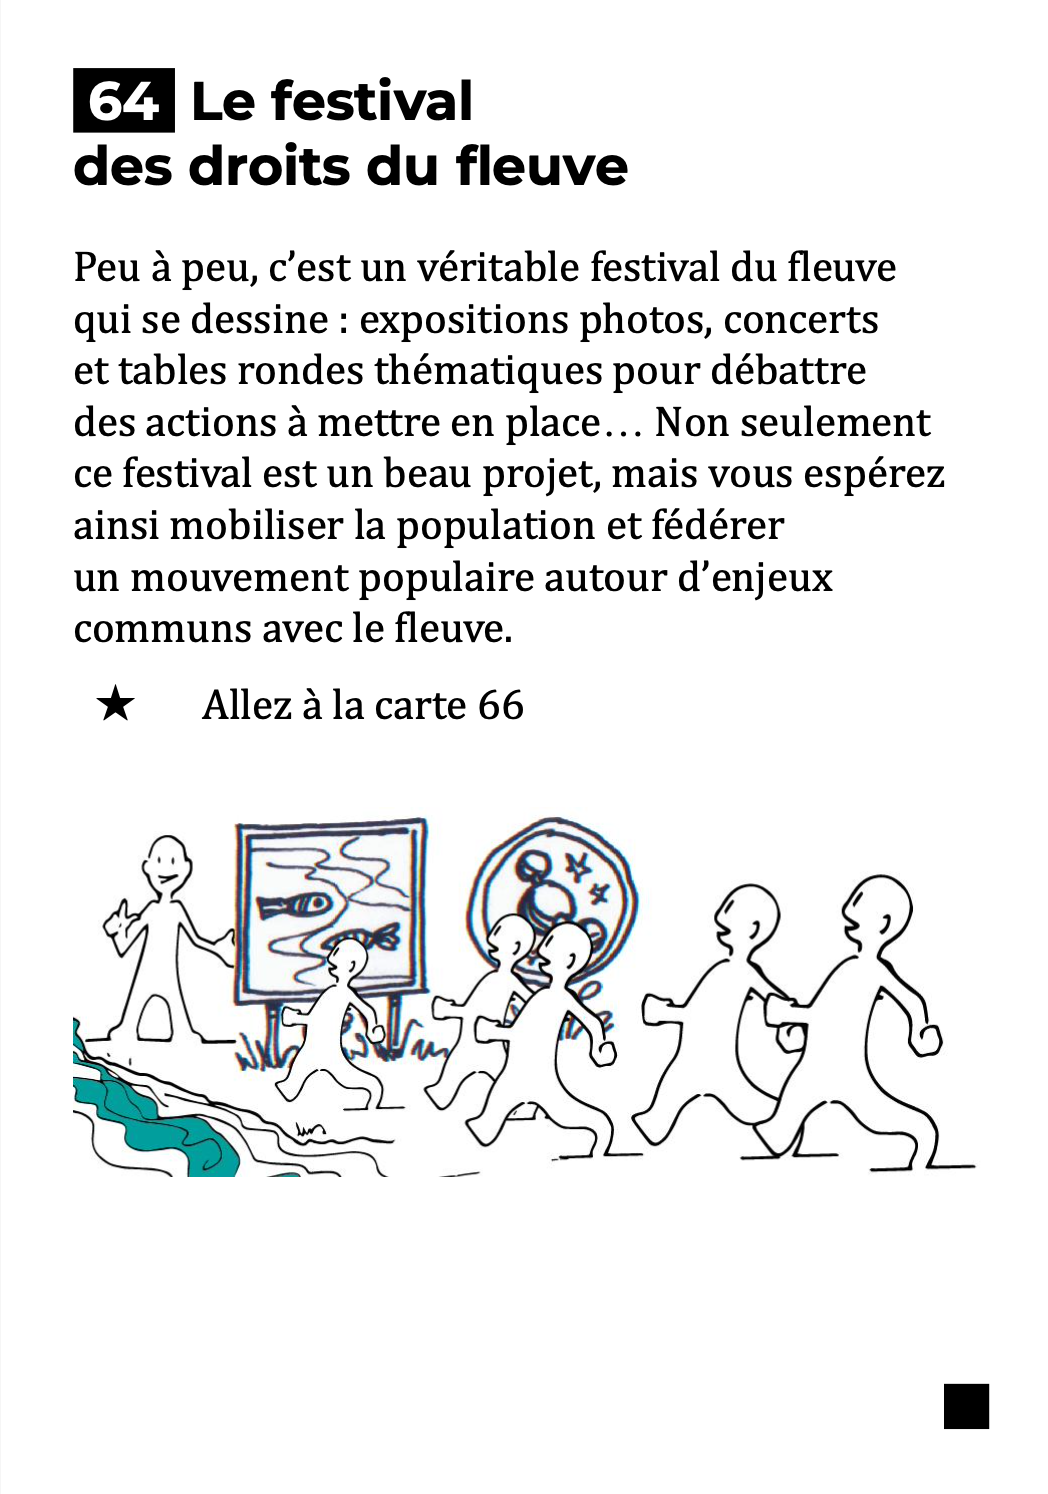 64 Le festival
des droits du fleuve
Peu à peu, c’est un véritable festival du fleuve
qui se dessine : expositions photos, concerts
et tables rondes thématiques pour débattre
des actions à mettre en place… Non seulement
ce festival est un beau projet, mais vous espérez
ainsi mobiliser la population et fédérer
un mouvement populaire autour d’enjeux
communs avec le fleuve.
★ Allez à la carte 66